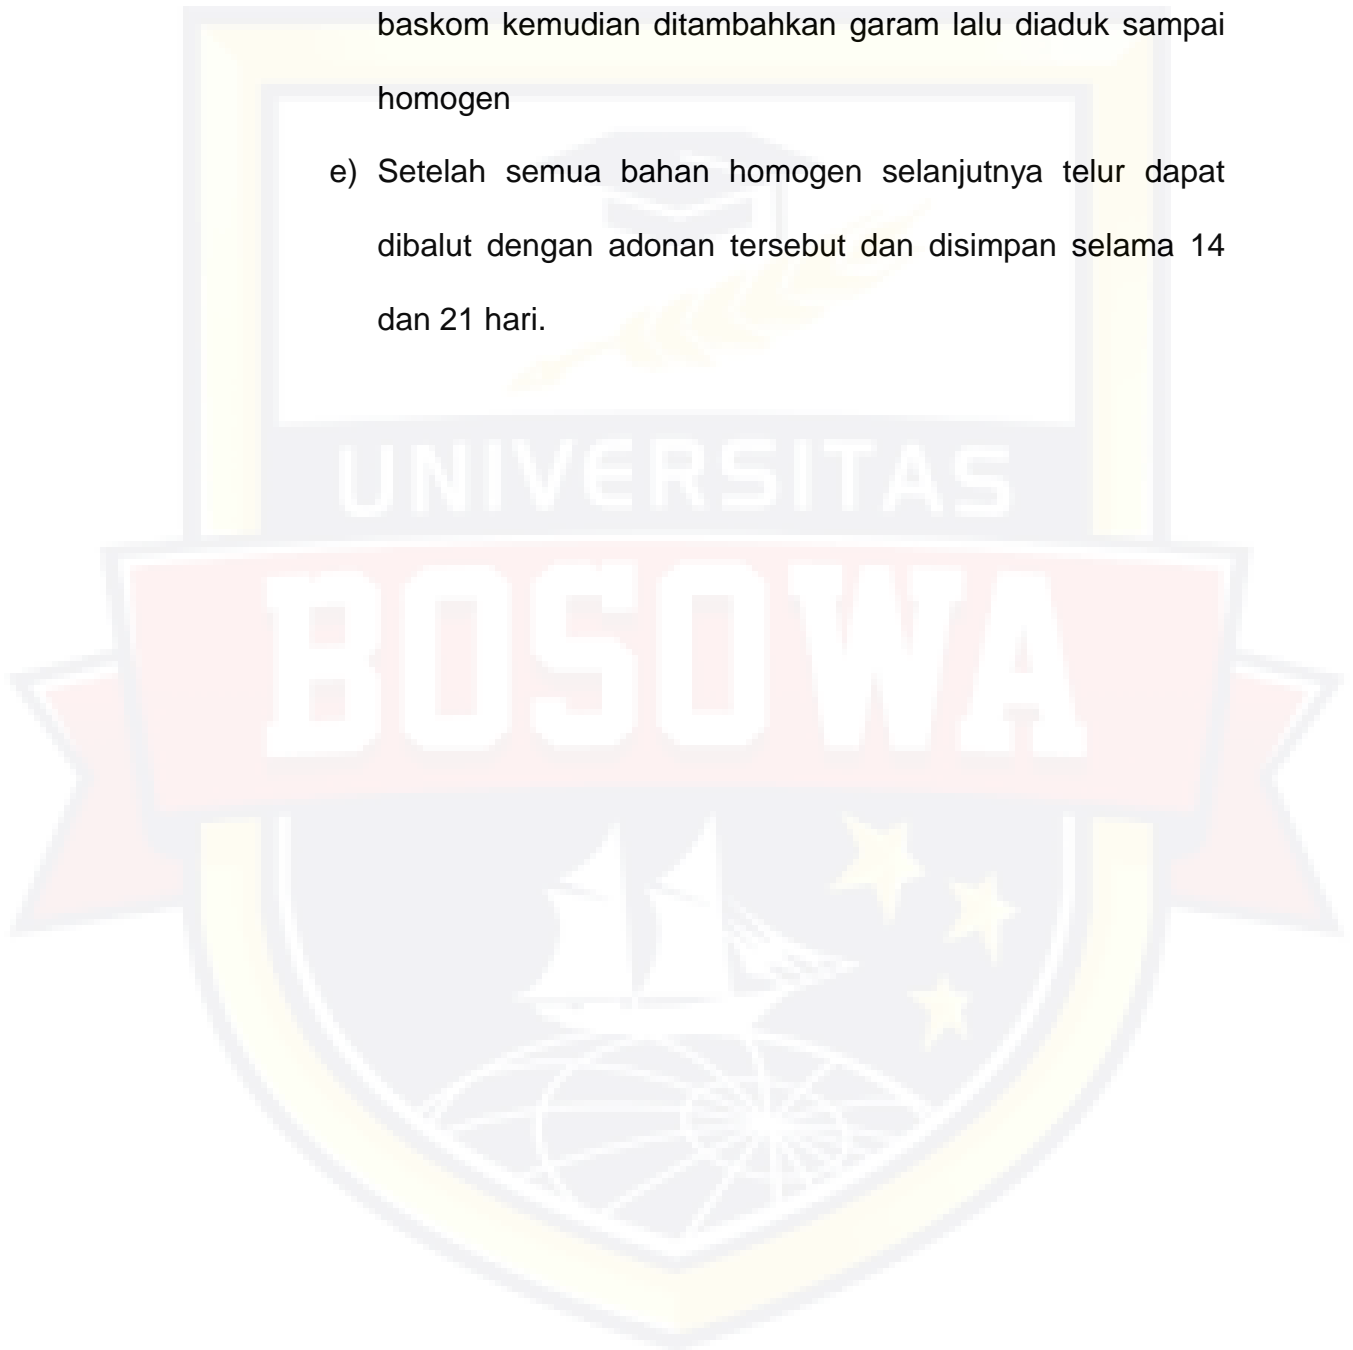 baskom kemudian ditambahkan garam lalu diaduk sampai
homogen
e) Setelah semua bahan homogen selanjutnya telur dapat
dibalut dengan adonan tersebut dan disimpan selama 14
dan 21 hari.
UNIVERSITAS
BOSOWA